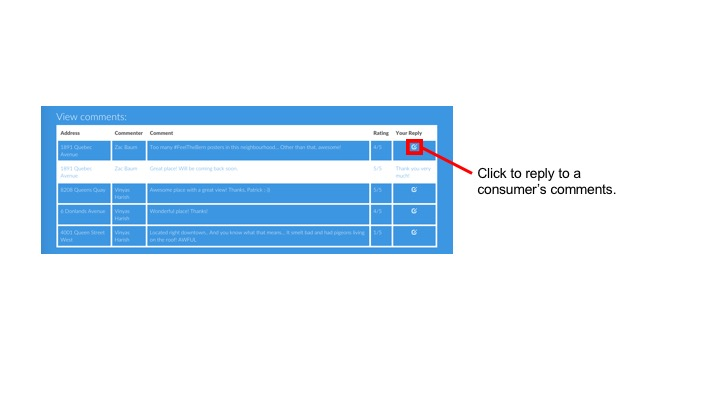 View comments:
Address Commenter Comment Rating Your Reply
1891 Quebec Avenue Zac Baum Too many #FeelTheBern posters in this neighbourhood... Other than that, awesome! 4/5
1891 Quebec Avenue Zac Baum Great place! Will be coming back soon. 5/5 Thank you very much!
8208 Queens Quay Vinyas Harish Awesome place with a great view! Thanks, Patrick : 5/5
6 Dorlands Avenue Vinyas Harish Wonderful place! Thanks! 4/5
4001 Queen Street West Vinyas Harish Located right downtown.. And you know what that means... It smelt bad and had pigeons living on the roof! AWFUL
Click to reply to a
consumer's comments.